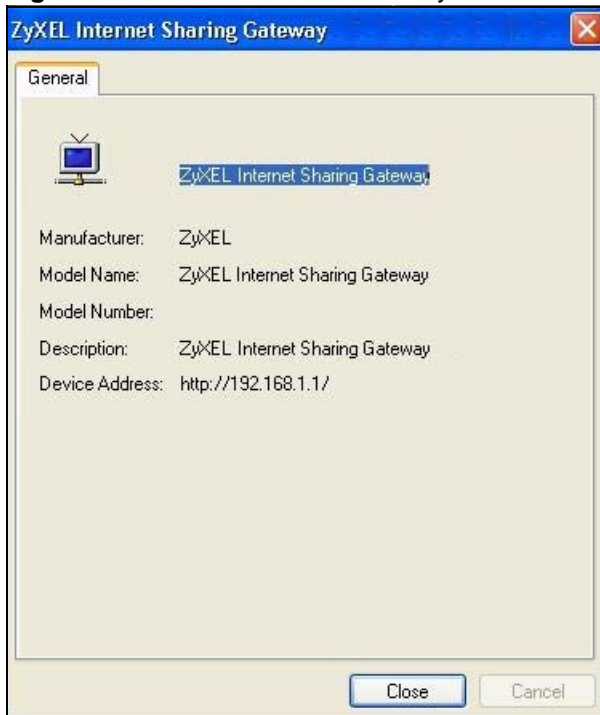 ZyXEL Internet Sharing Gateway
General
ZyXEL Internet Sharing Gateway
Manufacturer: ZyXEL
Model Name: ZyXEL Internet Sharing Gateway
Model Number:
Description: ZyXEL Internet Sharing Gateway
Device Address: http://192.168.1.1/
Close Cancel